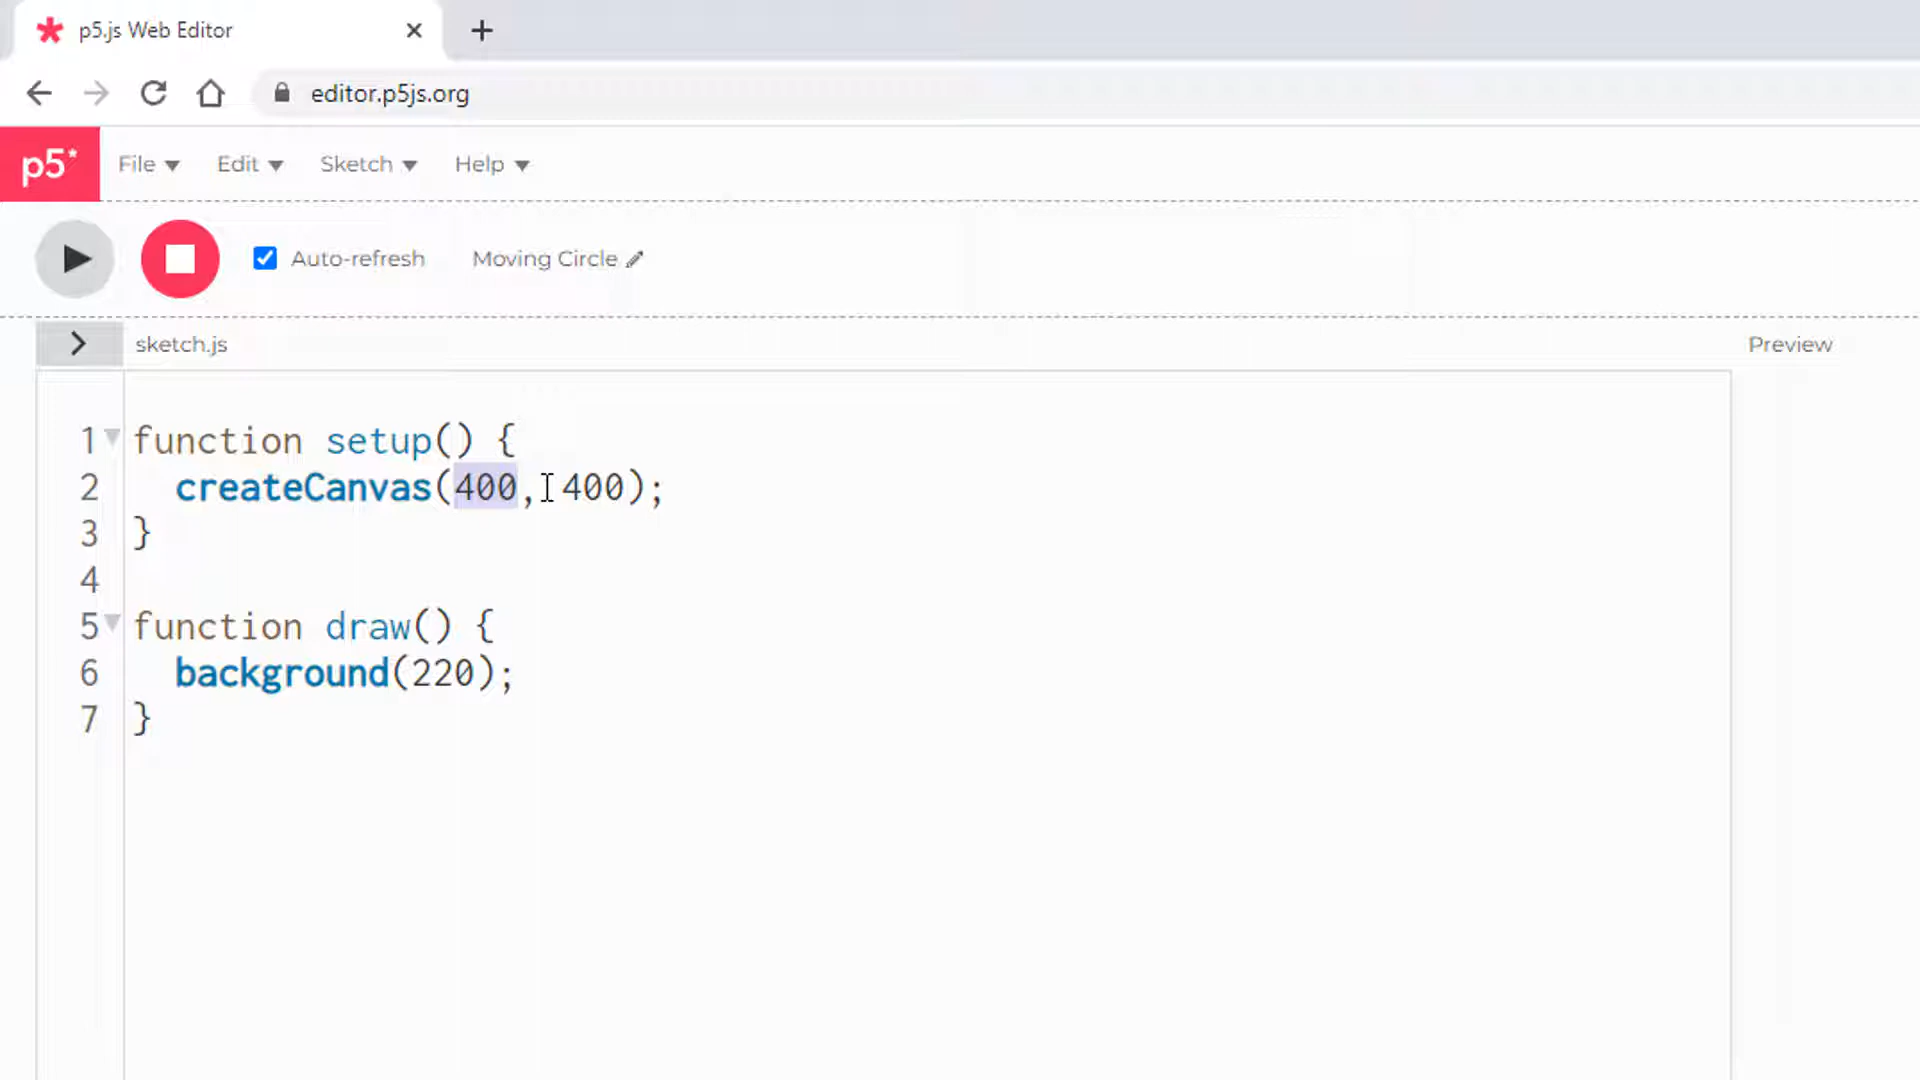 p5.js Web Editor
editor.p5js.org
p5* File Edit Sketch Help
Auto-refresh Moving Circle
sketch.js Preview
1 function setup() {
2 createCanvas(400, 400);
3 }
4
5 function draw() {
6 background(220);
7 }